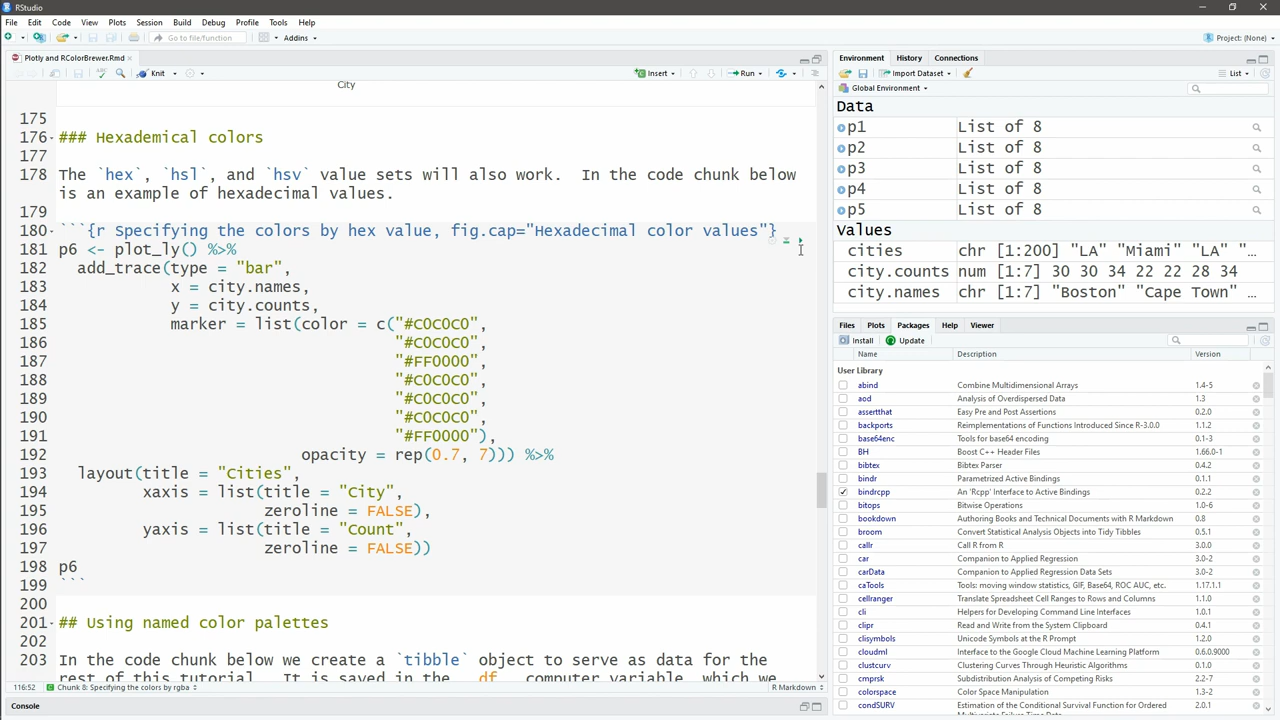 RStudio
File Edit Code View Plots Session Build Debug Profile Tools Help
Go to file/function Addins Project: (None)
Plotly and RColorBrewer.Rmd
Knit Insert Run
City
175
176 ### Hexademical colors
177
178 The `hex`, `hsl`, and `hsv` value sets will also work.  In the code chunk below
is an example of hexadecimal values.
179
180 ```{r Specifying the colors by hex value, fig.cap="Hexadecimal color values"}
181 p6 <- plot_ly() %>%
182 add_trace(type = "bar",
183 x = city.names,
184 y = city.counts,
185 marker = list(color = c("#C0C0C0",
186 "#C0C0C0",
187 "#FF0000",
188 "#C0C0C0",
189 "#C0C0C0",
190 "#C0C0C0",
191 "#FF0000"),
192 opacity = rep(0.7, 7))) %>%
193 layout(title = "Cities",
194 xaxis = list(title = "City",
195 zeroline = FALSE),
196 yaxis = list(title = "Count",
197 zeroline = FALSE))
198 p6
199 ```
200
201 ## Using named color palettes
202
203 In the code chunk below we create a `tibble` object to serve as data for the
rest of this tutorial.  It is saved in the `df` computer variable, which we
116:52 Chunk 8: Specifying the colors by rgba R Markdown
Console
Environment History Connections
Import Dataset List
Global Environment
Data
p1 List of 8
p2 List of 8
p3 List of 8
p4 List of 8
p5 List of 8
Values
cities chr [1:200] "LA" "Miami" "LA" "…
city.counts num [1:7] 30 30 34 22 22 28 34
city.names chr [1:7] "Boston" "Cape Town" …
Files Plots Packages Help Viewer
Install Update
Name Description Version
User Library
abind Combine Multidimensional Arrays 1.4-5
aod Analysis of Overdispersed Data 1.3
assertthat Easy Pre and Post Assertions 0.2.0
backports Reimplementations of Functions Introduced Since R-3.0.0 1.1.2
base64enc Tools for base64 encoding 0.1-3
BH Boost C++ Header Files 1.66.0-1
bibtex Bibtex Parser 0.4.2
bindr Parametrized Active Bindings 0.1.1
bindrcpp An 'Rcpp' Interface to Active Bindings 0.2.2
bitops Bitwise Operations 1.0-6
bookdown Authoring Books and Technical Documents with R Markdown 0.8
broom Convert Statistical Analysis Objects into Tidy Tibbles 0.5.1
callr Call R from R 3.0.0
car Companion to Applied Regression 3.0-2
carData Companion to Applied Regression Data Sets 3.0-2
caTools Tools: moving window statistics, GIF, Base64, ROC AUC, etc. 1.17.1.1
cellranger Translate Spreadsheet Cell Ranges to Rows and Columns 1.1.0
cli Helpers for Developing Command Line Interfaces 1.0.1
clipr Read and Write from the System Clipboard 0.4.1
clisymbols Unicode Symbols at the R Prompt 1.2.0
cloudml Interface to the Google Cloud Machine Learning Platform 0.6.0.9000
clustcurv Clustering Curves Through Heuristic Algorithms 0.1.0
cmprsk Subdistribution Analysis of Competing Risks 2.2-7
colorspace Color Space Manipulation 1.3-2
condSURV Estimation of the Conditional Survival Function for Ordered 2.0.1